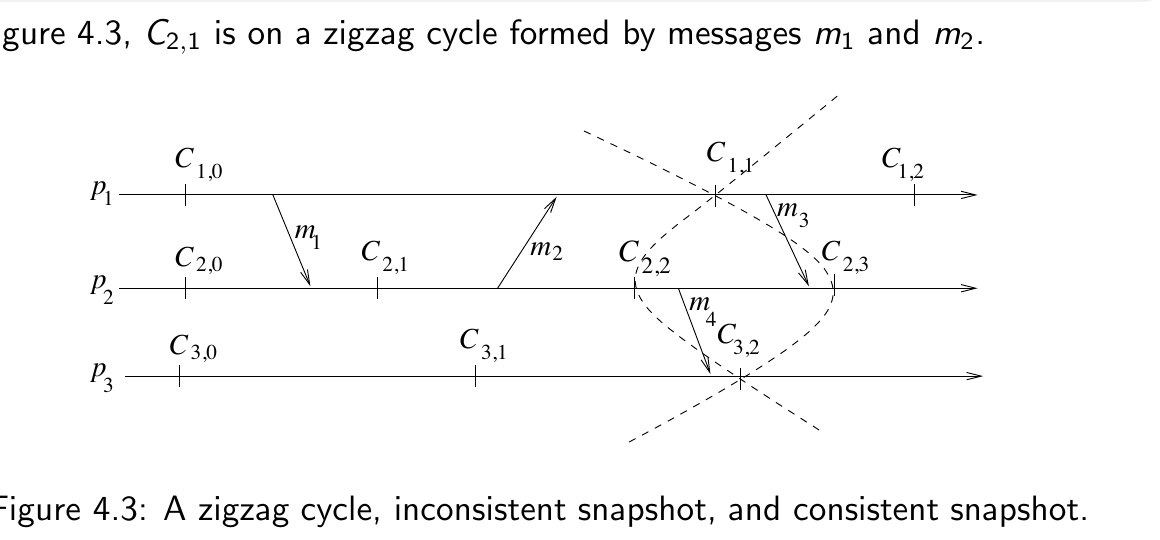 gure 4.3, C2,1 is on a zigzag cycle formed by messages m1 and m2.
C1,0 C1,1 C1,2
p1
m1 m2 m3
C2,0 C2,1 C2,2 C2,3
p2
m4
C3,0 C3,1 C3,2
p3
Figure 4.3: A zigzag cycle, inconsistent snapshot, and consistent snapshot.